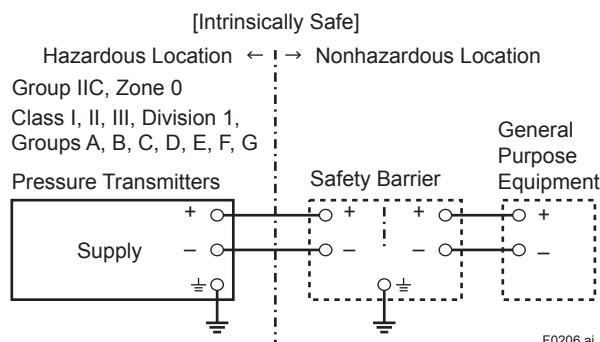 [Intrinsically Safe]
Hazardous Location ← → Nonhazardous Location
Group IIC, Zone 0
Class I, II, III, Division 1,
Groups A, B, C, D, E, F, G
General
Purpose
Equipment
Pressure Transmitters
Safety Barrier
+ + + +
Supply
– – – –
F0206.ai